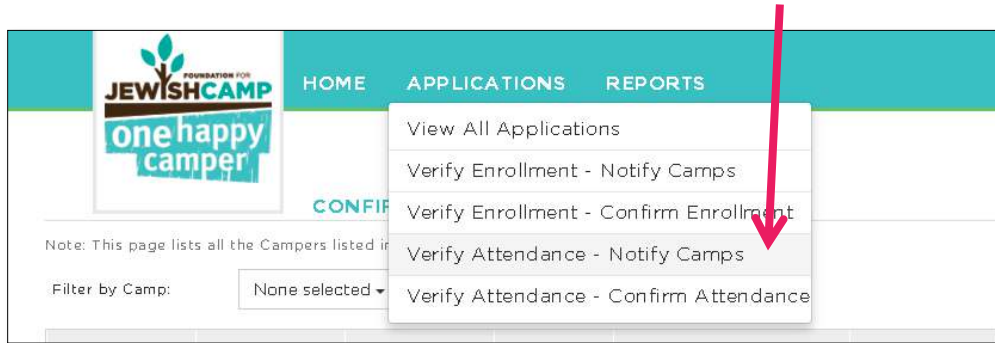 FOUNDATION FOR
JEWISHCAMP
one happy
camper
HOME APPLICATIONS REPORTS
View All Applications
Verify Enrollment - Notify Camps
Verify Enrollment - Confirm Enrollment
Verify Attendance - Notify Camps
Verify Attendance - Confirm Attendance
CONFI
Note: This page lists all the Campers listed i
Filter by Camp: None selected